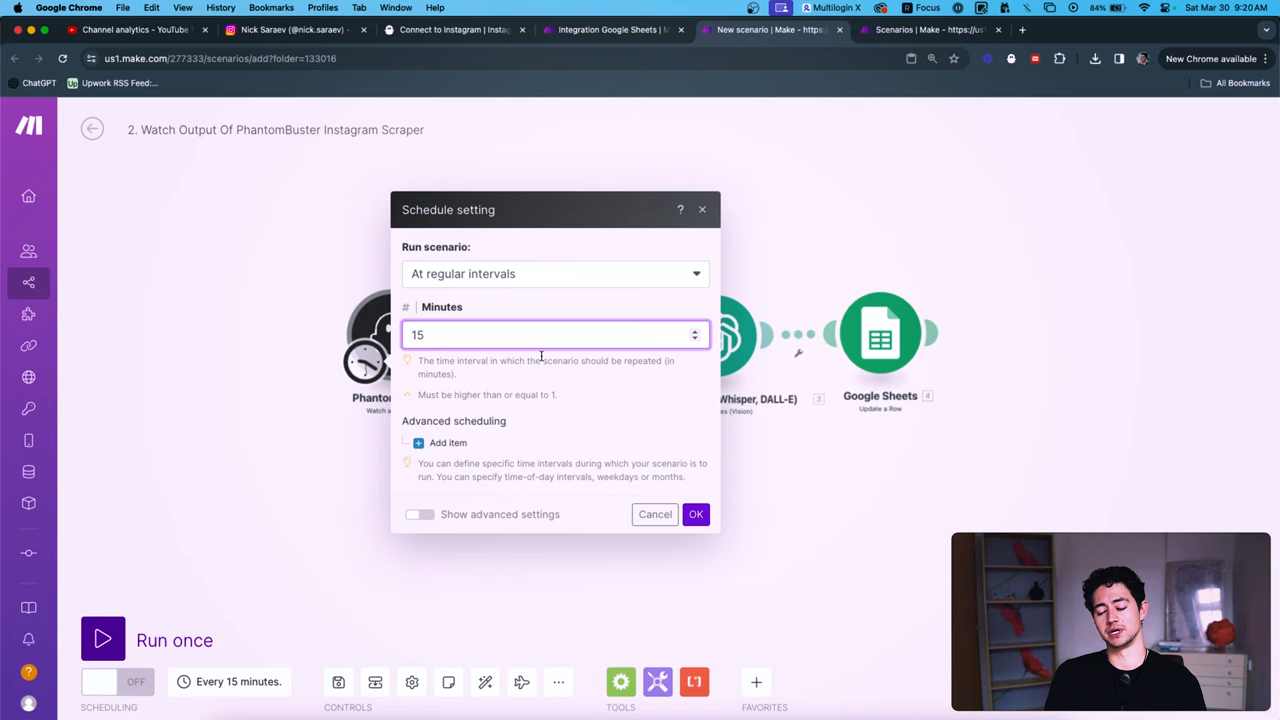 Google Chrome File Edit View History Bookmarks Profiles Tab Window Help
Multilogin X Focus 84% Sat Mar 30 9:20 AM
Channel analytics - YouTube S
Nick Saraev (@nick.saraev) •
Connect to Instagram | Instag
Integration Google Sheets | M
New scenario | Make - https:
Scenarios | Make - https://us1
us1.make.com/277333/scenarios/add?folder=133016
New Chrome available
ChatGPT
Upwork RSS Feed:...
All Bookmarks
2. Watch Output Of PhantomBuster Instagram Scraper
Schedule setting
?
Run scenario:
At regular intervals
# Minutes
15
The time interval in which the scenario should be repeated (in
minutes).
Must be higher than or equal to 1.
Advanced scheduling
Add item
You can define specific time intervals during which your scenario is to
run. You can specify time-of-day intervals, weekdays or months.
Show advanced settings
Cancel
OK
Phantom
Watch a
Whisper, DALL-E) 3
es (Vision)
Google Sheets 4
Update a Row
Run once
OFF
Every 15 minutes.
SCHEDULING
CONTROLS
TOOLS
FAVORITES